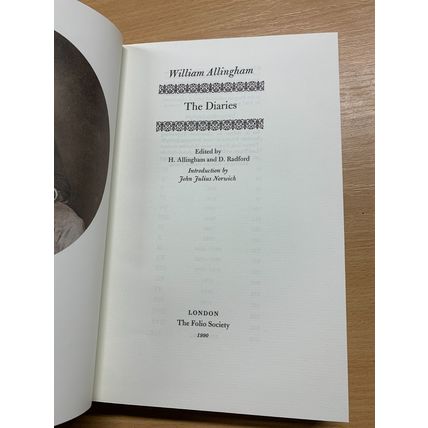 William Allingham
The Diaries
Edited by
H. Allingham and D. Radford
Introduction by
John Julius Norwich
LONDON
The Folio Society
1990